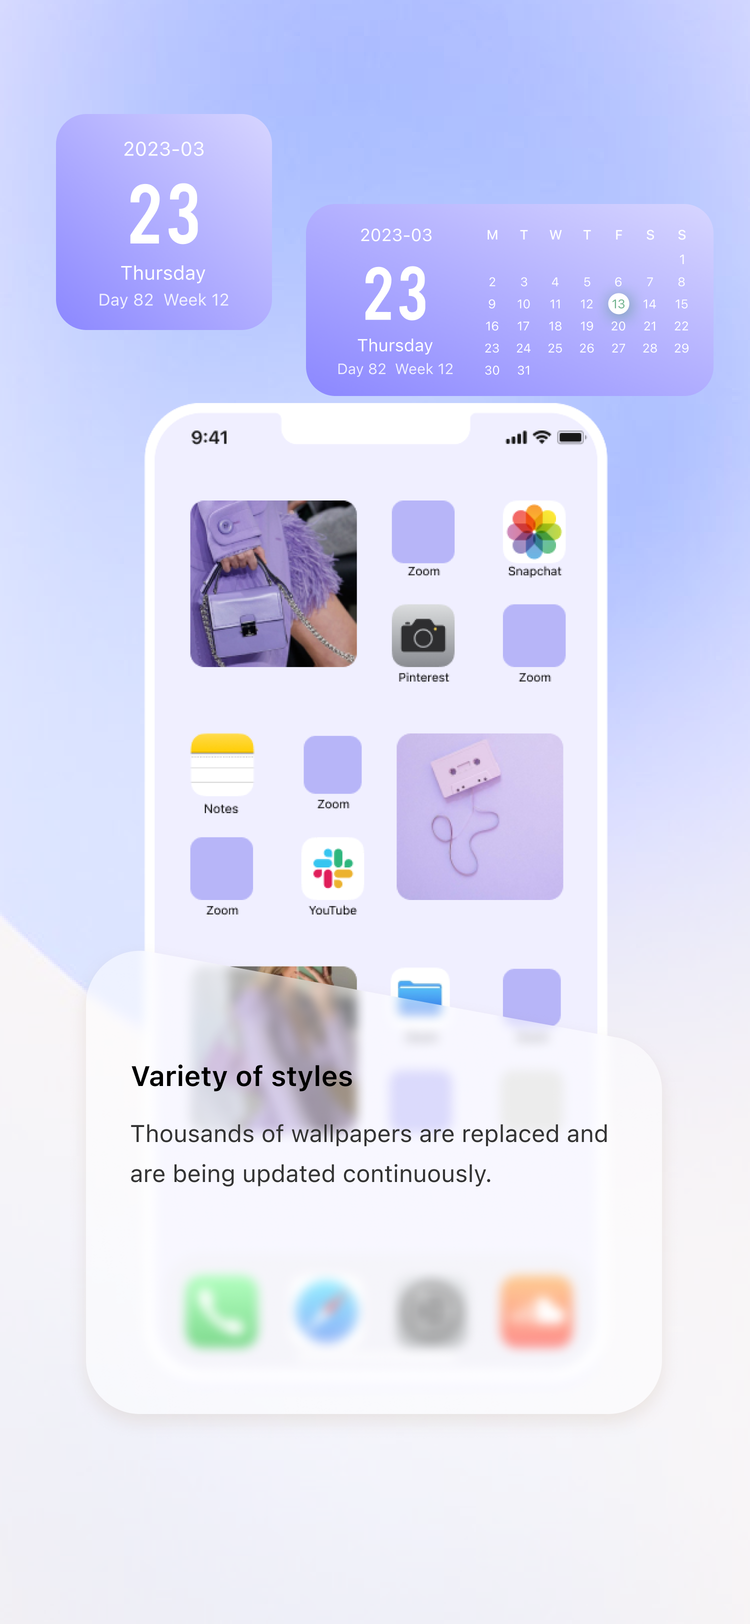 2023-03
23
Thursday
Day 82 Week 12
2023-03
23
Thursday
Day 82 Week 12
M T W T F S S
1
2 3 4 5 6 7 8
9 10 11 12 13 14 15
16 17 18 19 20 21 22
23 24 25 26 27 28 29
30 31
9:41
Zoom
Snapchat
Pinterest
Zoom
Notes
Zoom
Zoom
YouTube
Variety of styles
Thousands of wallpapers are replaced and
are being updated continuously.